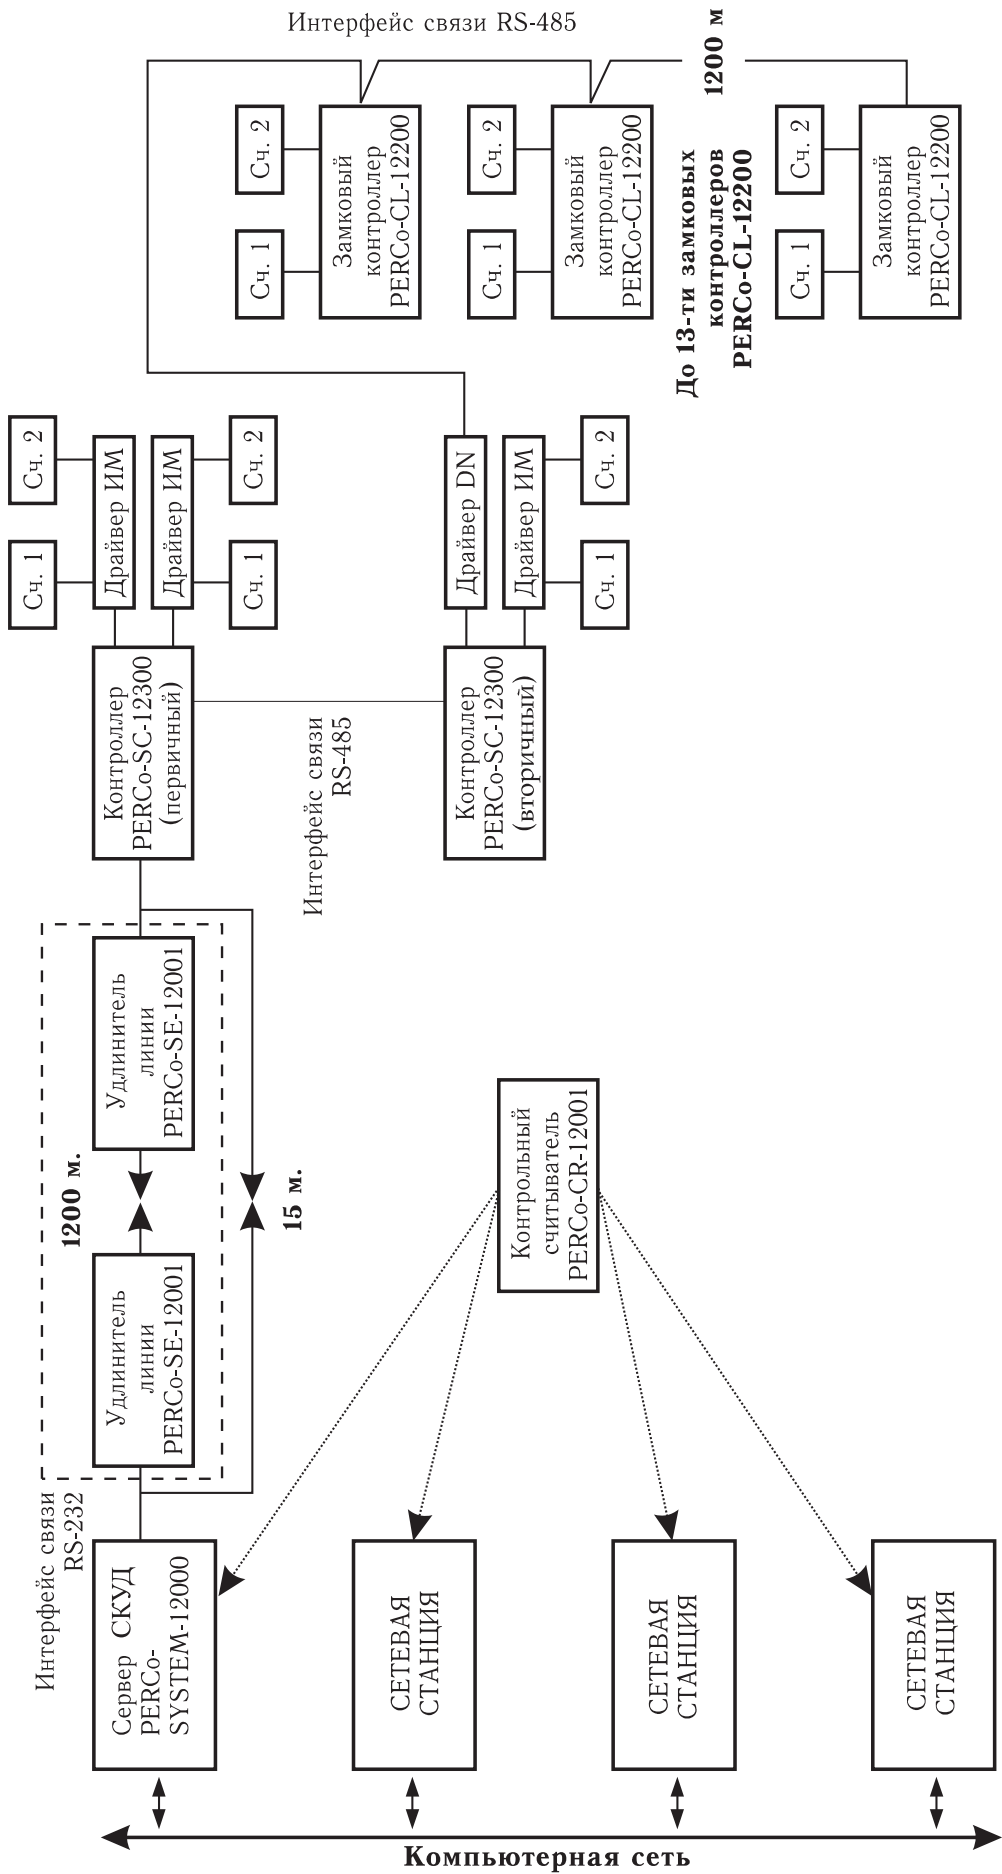 Интерфейс связи
RS-232
Сервер СКУД
PERCo-
SYSTEM-12000
СЕТЕВАЯ
СТАНЦИЯ
СЕТЕВАЯ
СТАНЦИЯ
СЕТЕВАЯ
СТАНЦИЯ
Компьютерная сеть
1200 м.
Удлинитель
линии
PERCo-SE-12001
Удлинитель
линии
PERCo-SE-12001
15 м.
Контрольный
считыватель
PERCo-CR-12001
Контроллер
PERCo-SC-12300
(первичный)
Интерфейс связи
RS-485
Контроллер
PERCo-SC-12300
(вторичный)
Сч. 1
Сч. 2
Драйвер ИМ
Драйвер ИМ
Сч. 1
Сч. 2
Драйвер DN
Драйвер ИМ
Сч. 1
Сч. 2
Интерфейс связи RS-485
Сч. 1
Сч. 2
Замковый
контроллер
PERCo-CL-12200
Сч. 1
Сч. 2
Замковый
контроллер
PERCo-CL-12200
До 13-ти замковых
контроллеров
PERCo-CL-12200
1200 м
Сч. 1
Сч. 2
Замковый
контроллер
PERCo-CL-12200